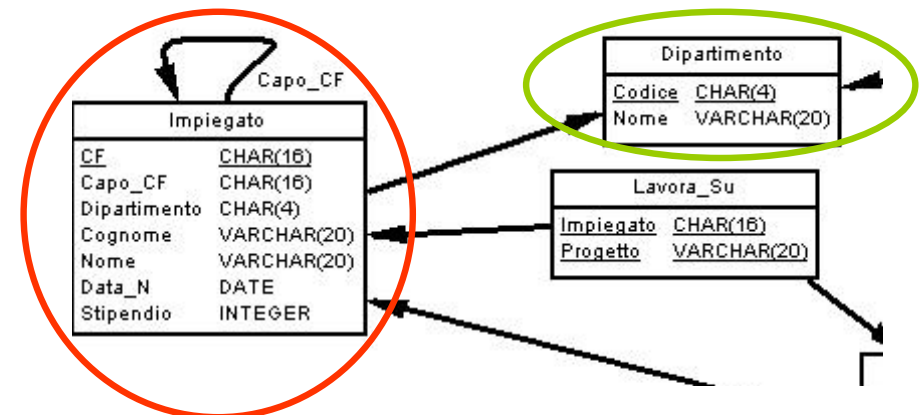 Capo_CF
Impiegato
CF CHAR(16)
Capo_CF CHAR(16)
Dipartimento CHAR(4)
Cognome VARCHAR(20)
Nome VARCHAR(20)
Data_N DATE
Stipendio INTEGER
Dipartimento
Codice CHAR(4)
Nome VARCHAR(20)
Lavora_Su
Impiegato CHAR(16)
Progetto VARCHAR(20)